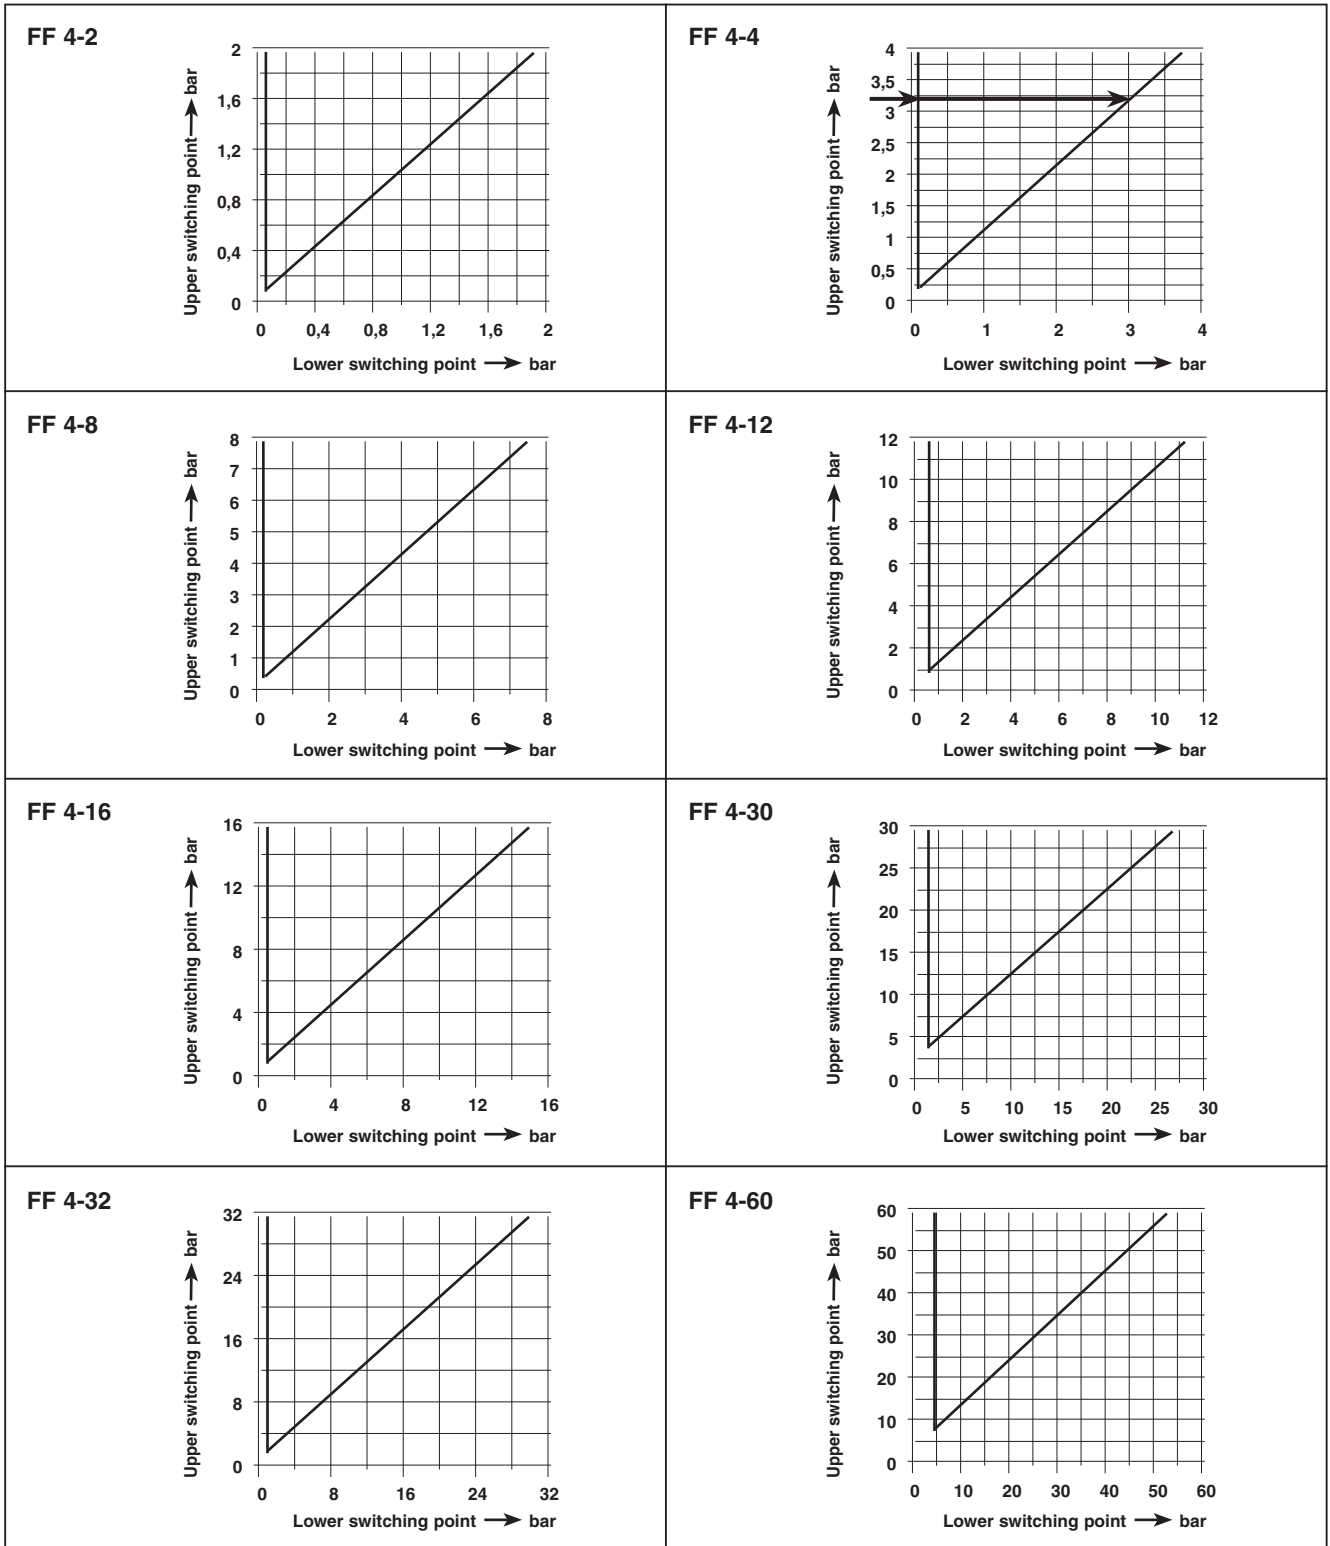 FF 4-2
Upper switching point bar
2
1,6
1,2
0,8
0,4
0
0 0,4 0,8 1,2 1,6 2
Lower switching point bar
FF 4-4
Upper switching point bar
4
3,5
3
2,5
2
1,5
1
0,5
0
0 1 2 3 4
Lower switching point bar
FF 4-8
Upper switching point bar
8
7
6
5
4
3
2
1
0
0 2 4 6 8
Lower switching point bar
FF 4-12
Upper switching point bar
12
10
8
6
4
2
0
0 2 4 6 8 10 12
Lower switching point bar
FF 4-16
Upper switching point bar
16
12
8
4
0
0 4 8 12 16
Lower switching point bar
FF 4-30
Upper switching point bar
30
25
20
15
10
5
0
0 5 10 15 20 25 30
Lower switching point bar
FF 4-32
Upper switching point bar
32
24
16
8
0
0 8 16 24 32
Lower switching point bar
FF 4-60
Upper switching point bar
60
50
40
30
20
10
0
0 10 20 30 40 50 60
Lower switching point bar